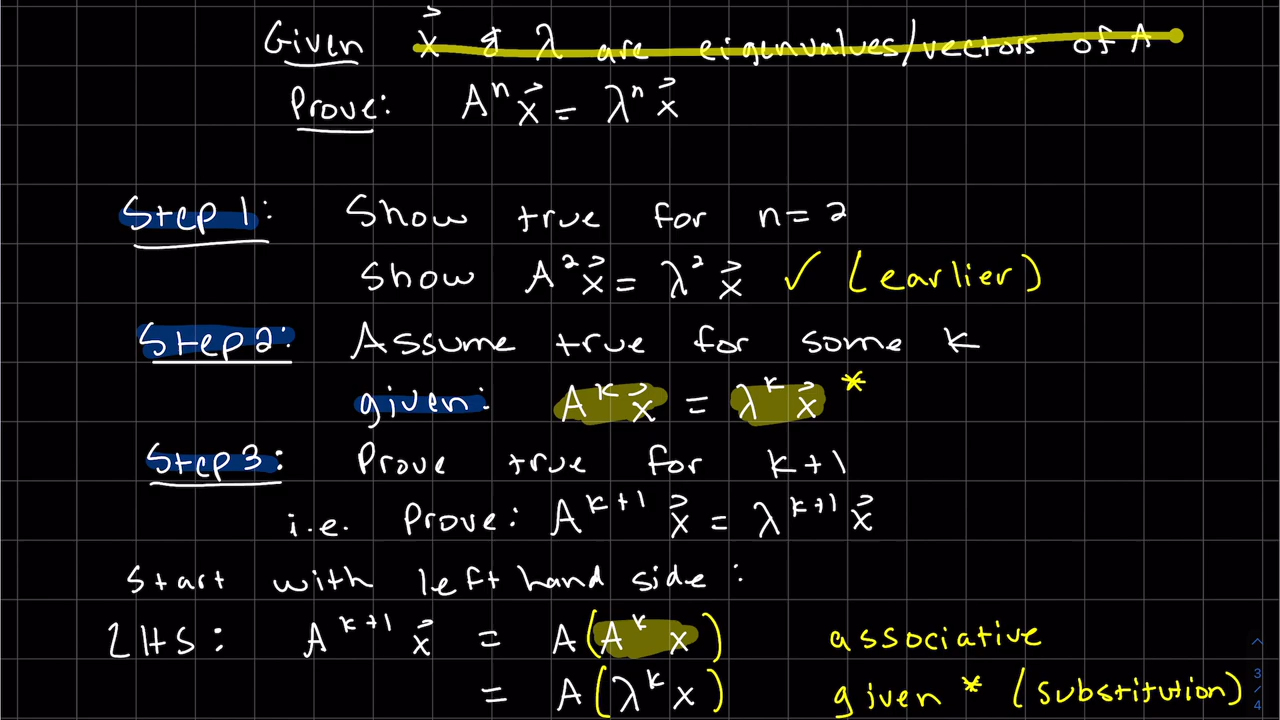 Given x⃗ & λ are eigenvalues/vectors of A
Prove: Aⁿx⃗ = λⁿx⃗
Step 1: Show true for n=2
Show A²x⃗ = λ²x⃗ ✓ (earlier)
Step 2: Assume true for some k
given: Aᵏx⃗ = λᵏx⃗ *
Step 3: Prove true for k+1
i.e. Prove: Aᵏ⁺¹x⃗ = λᵏ⁺¹x⃗
Start with left hand side:
LHS: Aᵏ⁺¹x⃗ = A(Aᵏx) associative
= A(λᵏx) given * (substitution)
3/4